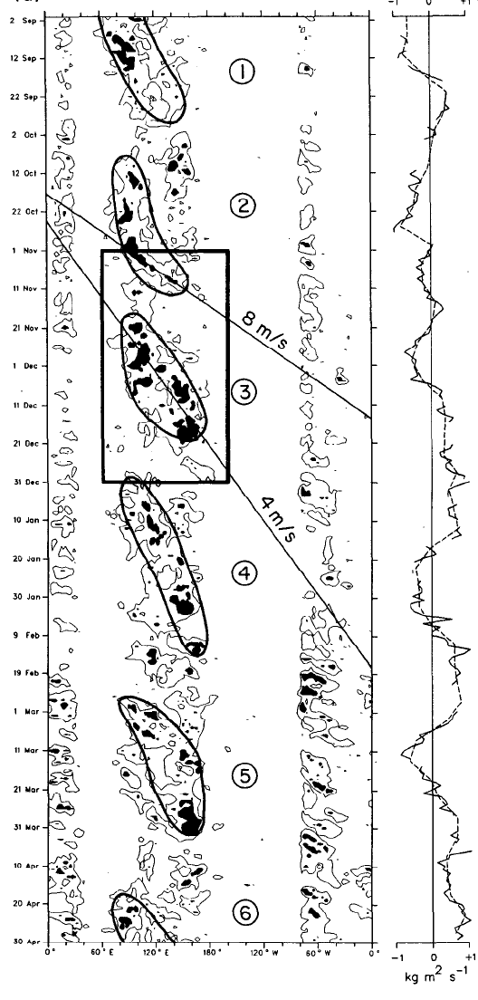 -1 0 +1
2 Sep
12 Sep
1
22 Sep
2 Oct
12 Oct
2
22 Oct
1 Nov
11 Nov
8 m/s
21 Nov
1 Dec
3
11 Dec
21 Dec
31 Dec
4 m/s
10 Jan
20 Jan
4
30 Jan
9 Feb
19 Feb
1 Mar
11 Mar
5
21 Mar
31 Mar
10 Apr
20 Apr
6
30 Apr
0° 60°E 120°E 180° 120°W 60°W 0°
-1 0 +1
kg m² s⁻¹